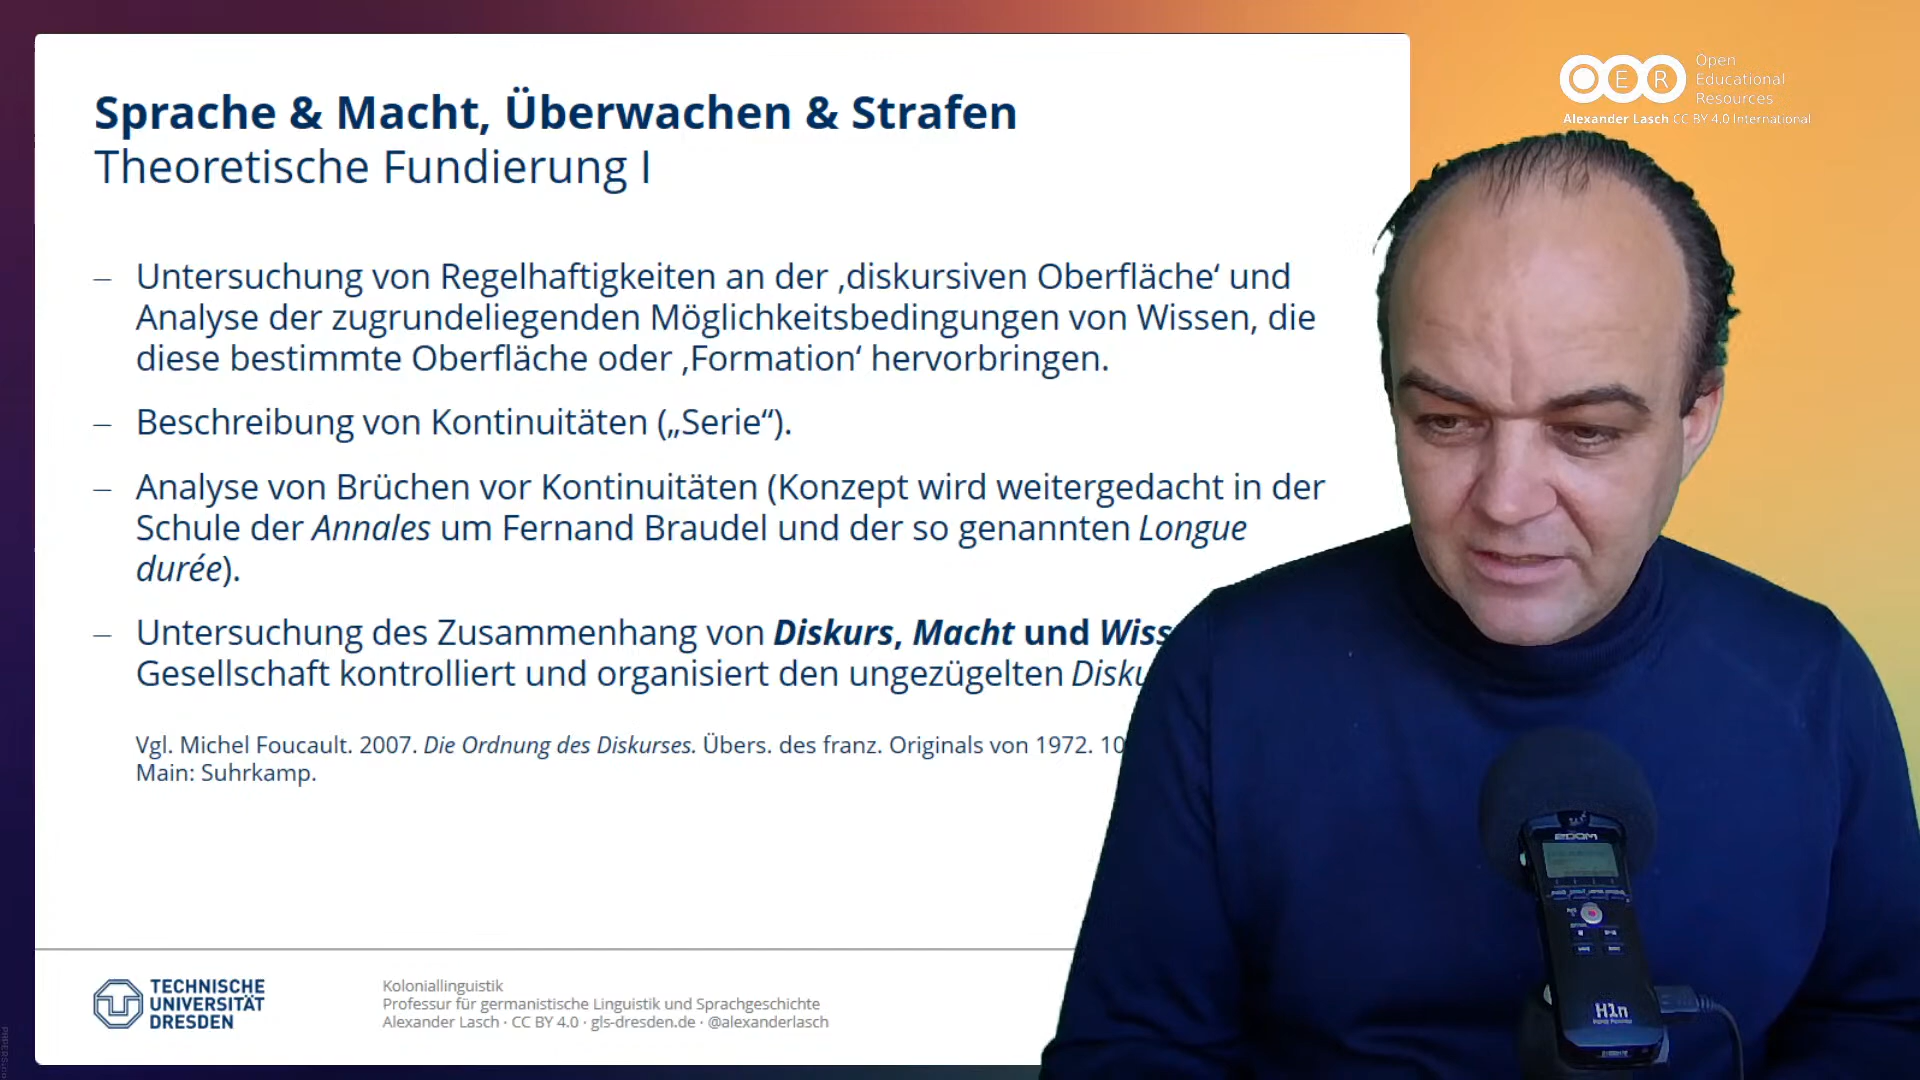 Sprache & Macht, Überwachen & Strafen
Theoretische Fundierung I
– Untersuchung von Regelhaftigkeiten an der ‚diskursiven Oberfläche‘ und
Analyse der zugrundeliegenden Möglichkeitsbedingungen von Wissen, die
diese bestimmte Oberfläche oder ‚Formation‘ hervorbringen.
– Beschreibung von Kontinuitäten („Serie“).
– Analyse von Brüchen vor Kontinuitäten (Konzept wird weitergedacht in der
Schule der Annales um Fernand Braudel und der so genannten Longue
durée).
– Untersuchung des Zusammenhang von Diskurs, Macht und Wiss
Gesellschaft kontrolliert und organisiert den ungezügelten Disku
Vgl. Michel Foucault. 2007. Die Ordnung des Diskurses. Übers. des franz. Originals von 1972. 10
Main: Suhrkamp.
TECHNISCHE
UNIVERSITÄT
DRESDEN
Koloniallinguistik
Professur für germanistische Linguistik und Sprachgeschichte
Alexander Lasch · CC BY 4.0 · gls-dresden.de · @alexanderlasch
OER
Open
Educational
Resources
Alexander Lasch CC BY 4.0 International
zoom
H1n